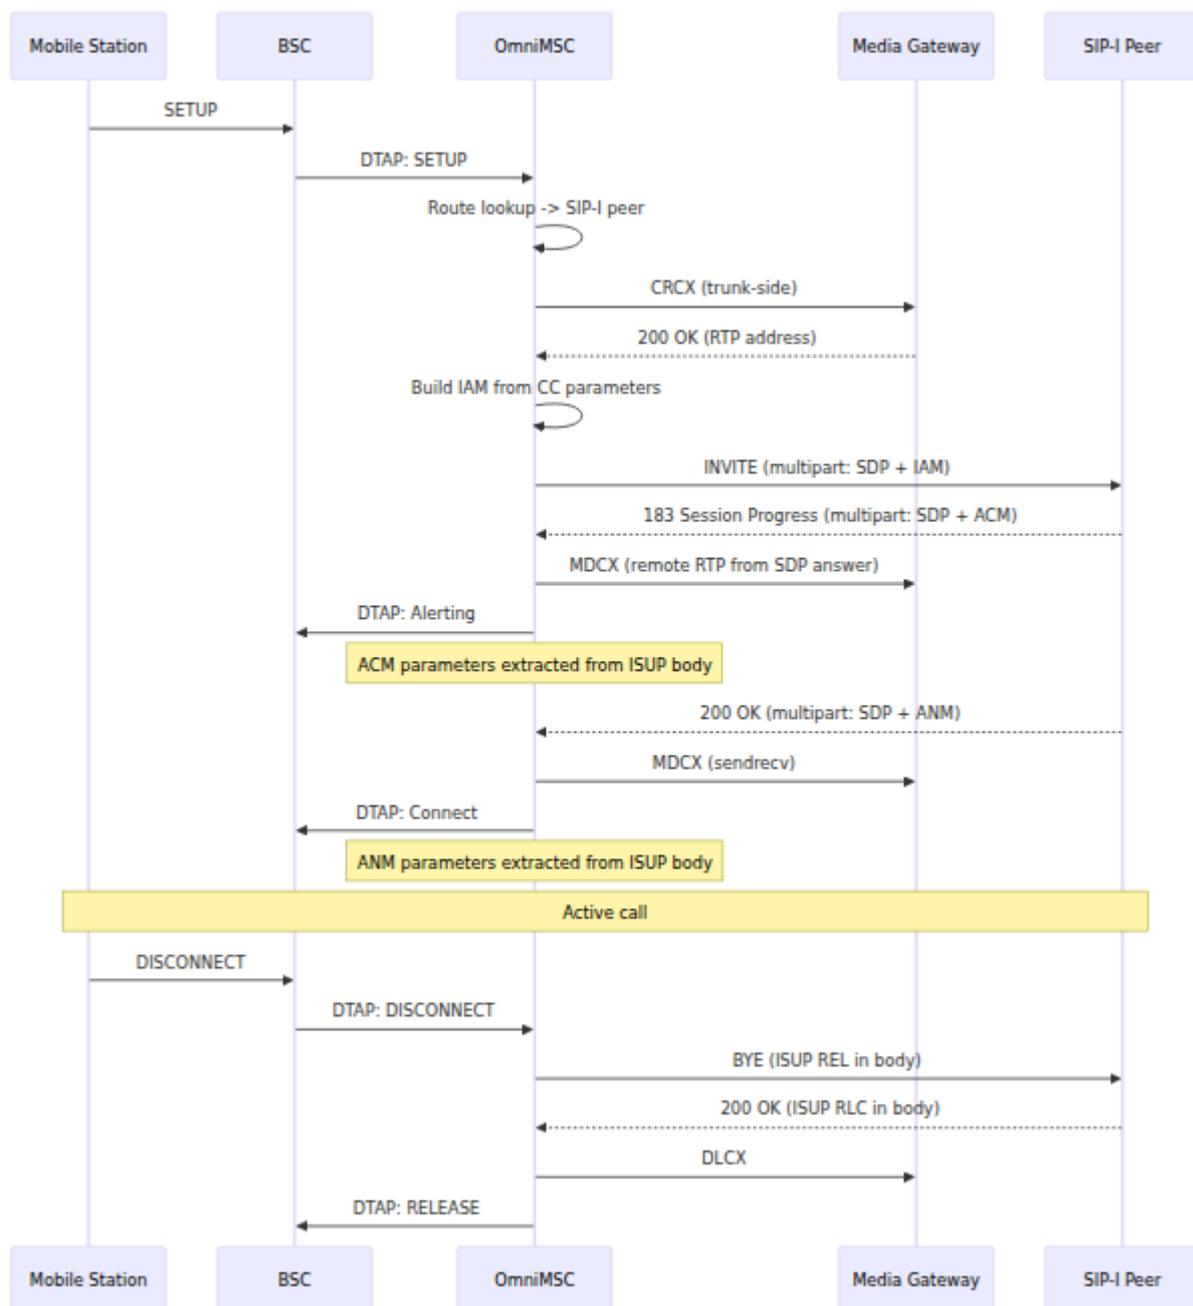 Mobile Station
BSC
OmniMSC
Media Gateway
SIP-I Peer
SETUP
DTAP: SETUP
Route lookup -> SIP-I peer
CRCX (trunk-side)
200 OK (RTP address)
Build IAM from CC parameters
INVITE (multipart: SDP + IAM)
183 Session Progress (multipart: SDP + ACM)
MDCX (remote RTP from SDP answer)
DTAP: Alerting
ACM parameters extracted from ISUP body
200 OK (multipart: SDP + ANM)
MDCX (sendrecv)
DTAP: Connect
ANM parameters extracted from ISUP body
Active call
DISCONNECT
DTAP: DISCONNECT
BYE (ISUP REL in body)
200 OK (ISUP RLC in body)
DLCX
DTAP: RELEASE
Mobile Station
BSC
OmniMSC
Media Gateway
SIP-I Peer